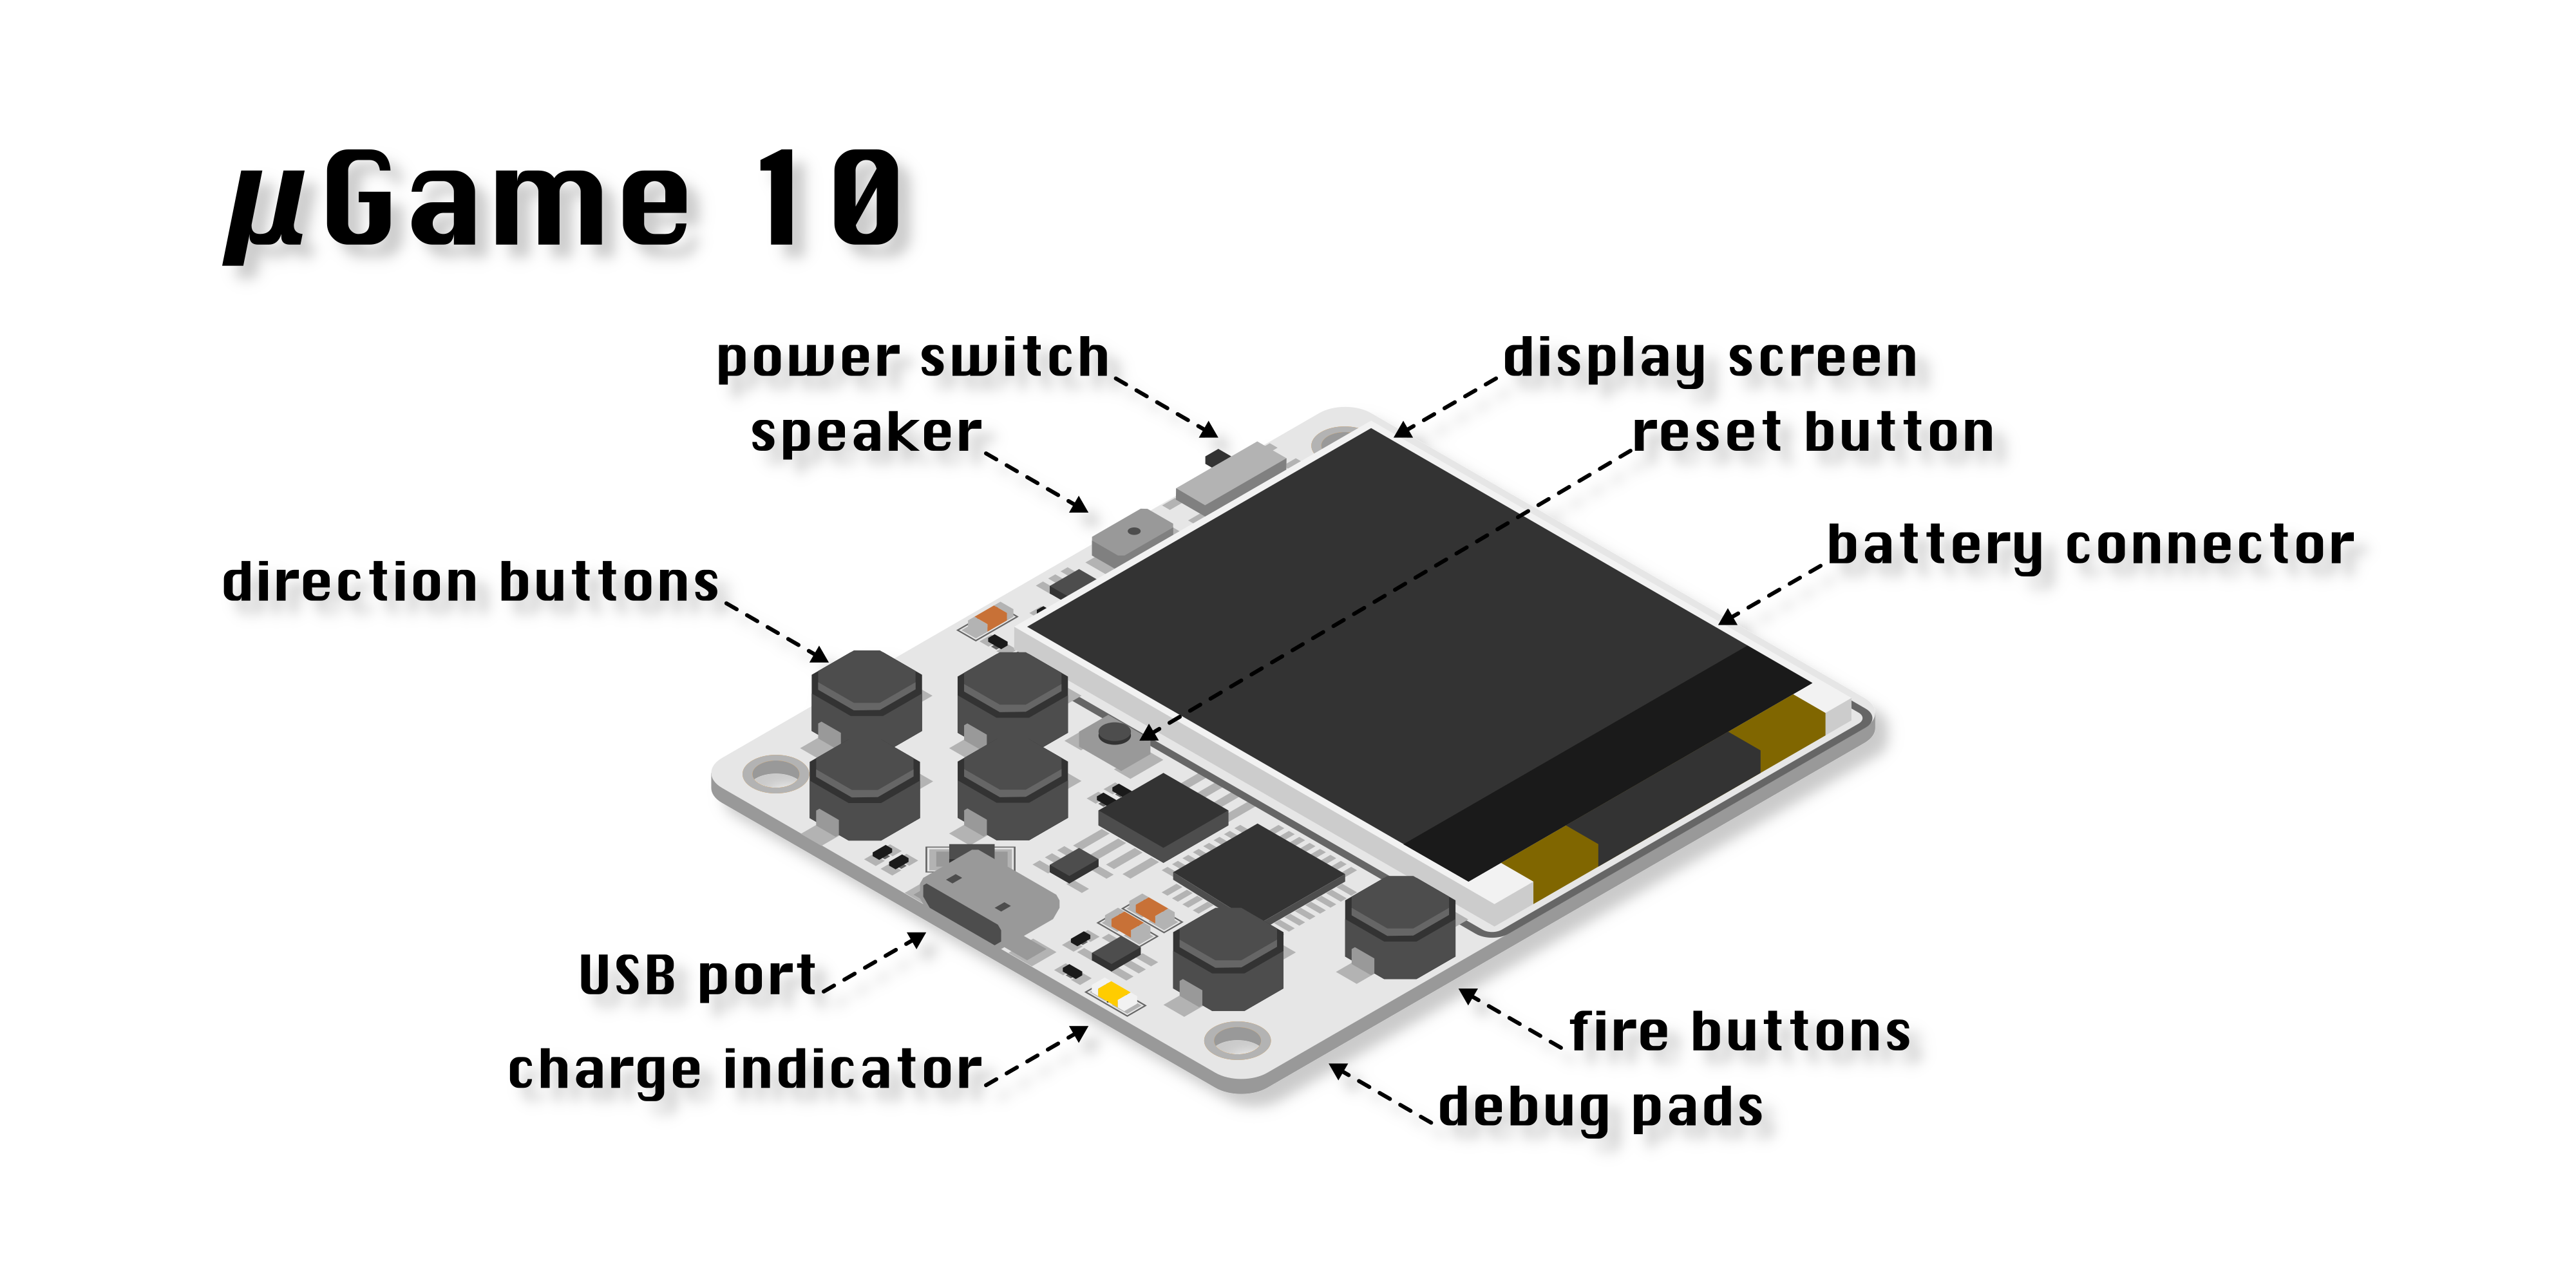 µGame 10
power switch
display screen
speaker
reset button
battery connector
direction buttons
USB port
fire buttons
charge indicator
debug pads